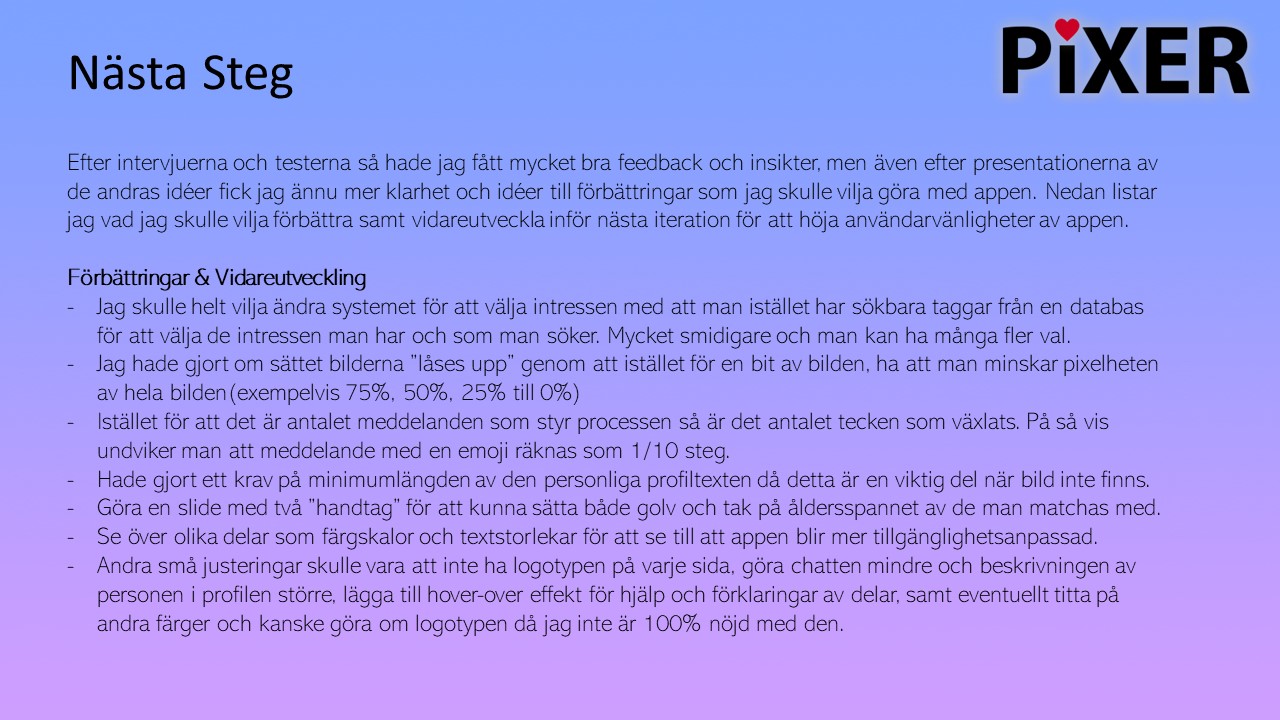 Nästa Steg
PiXER
Efter intervjuerna och testerna så hade jag fått mycket bra feedback och insikter, men även efter presentationerna av
de andras idéer fick jag ännu mer klarhet och idéer till förbättringar som jag skulle vilja göra med appen. Nedan listar
jag vad jag skulle vilja förbättra samt vidareutveckla inför nästa iteration för att höja användarvänligheter av appen.
Förbättringar & Vidareutveckling
- Jag skulle helt vilja ändra systemet för att välja intressen med att man istället har sökbara taggar från en databas
för att välja de intressen man har och som man söker. Mycket smidigare och man kan ha många fler val.
- Jag hade gjort om sättet bilderna ”låses upp” genom att istället för en bit av bilden, ha att man minskar pixelheten
av hela bilden (exempelvis 75%, 50%, 25% till 0%)
- Istället för att det är antalet meddelanden som styr processen så är det antalet tecken som växlats. På så vis
undviker man att meddelande med en emoji räknas som 1/10 steg.
- Hade gjort ett krav på minimumlängden av den personliga profiltexten då detta är en viktig del när bild inte finns.
- Göra en slide med två ”handtag” för att kunna sätta både golv och tak på åldersspannet av de man matchas med.
- Se över olika delar som färgskalor och textstorlekar för att se till att appen blir mer tillgänglighetsanpassad.
- Andra små justeringar skulle vara att inte ha logotypen på varje sida, göra chatten mindre och beskrivningen av
personen i profilen större, lägga till hover-over effekt för hjälp och förklaringar av delar, samt eventuellt titta på
andra färger och kanske göra om logotypen då jag inte är 100% nöjd med den.